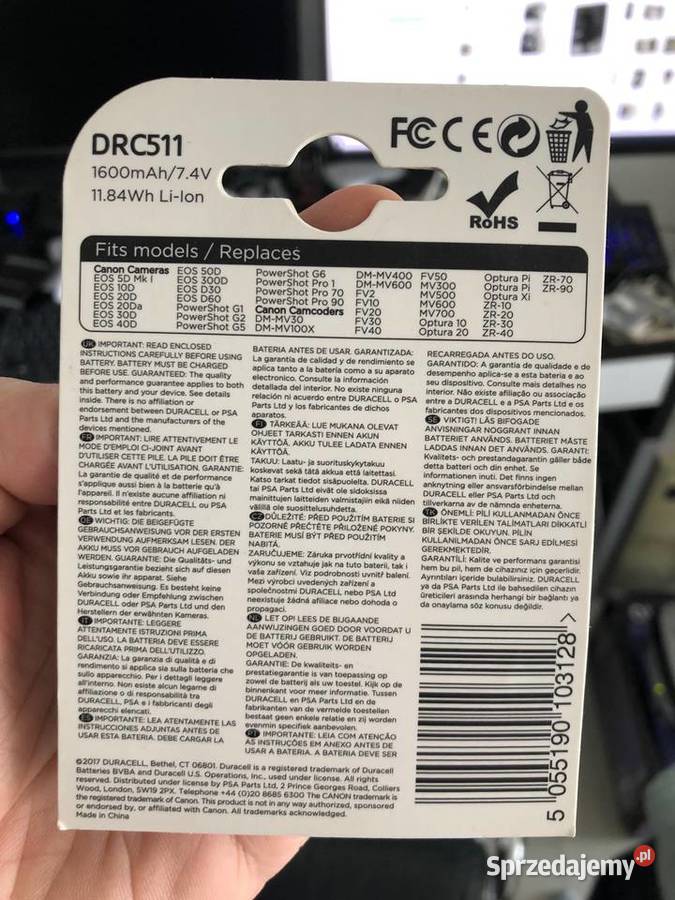 DRC511
1600mAh/7.4V
11.84Wh Li-Ion
FC CE
RoHS
Fits models / Replaces
Canon Cameras
EOS 5D Mk I
EOS 10D
EOS 20D
EOS 20Da
EOS 30D
EOS 40D
EOS 50D
EOS 300D
EOS D30
EOS D60
PowerShot G1
PowerShot G2
PowerShot G5
PowerShot G6
PowerShot Pro 1
PowerShot Pro 70
PowerShot Pro 90
Canon Camcoders
DM-MV30
DM-MV100X
DM-MV400
DM-MV600
FV2
FV10
FV20
FV30
FV40
FV50
MV300
MV500
MV600
MV700
Optura 10
Optura 20
Optura Pi
Optura Pi
Optura Xi
ZR-10
ZR-20
ZR-30
ZR-40
ZR-70
ZR-90
UK IMPORTANT: READ ENCLOSED
INSTRUCTIONS CAREFULLY BEFORE USING
BATTERY. BATTERY MUST BE CHARGED
BEFORE USE. GUARANTEED: The quality
and performance guarantee applies to both
this battery and your device. See details
inside. There is no affiliation or
endorsement between DURACELL or PSA
Parts Ltd and the manufacturers of the
devices mentioned.
FR IMPORTANT: LIRE ATTENTIVEMENT LE
MODE D'EMPLOI CI-JOINT AVANT
D'UTILISER CETTE PILE. LA PILE DOIT ÊTRE
CHARGÉE AVANT L'UTILISATION. GARANTIE:
La garantie de qualité et de performance
s'applique aussi bien à la batterie qu'à
l'appareil. Il n'existe aucune affiliation ni
responsabilité entre DURACELL ou PSA
Parts Ltd et les fabricants.
DE WICHTIG: DIE BEIGEFÜGTE
GEBRAUCHSANWEISUNG VOR DER ERSTEN
VERWENDUNG AUFMERKSAM LESEN. DER
AKKU MUSS VOR GEBRAUCH AUFGELADEN
WERDEN. GUARANTIE: Die Qualitäts- und
Leistungsgarantie bezieht sich auf diesen
Akku sowie ihr apparat. Siehe
Gebrauchsanweisung. Es besteht keine
Verbindung oder Empfehlung zwischen
DURACELL oder PSA Parts Ltd und den
Herstellern der erwähnten Kameras.
IT IMPORTANTE: LEGGERE
ATTENTAMENTE ISTRUZIONI PRIMA
DELL'USO. LA BATTERIA DEVE ESSERE
RICARICATA PRIMA DELL'UTILIZZO.
GARANZIA: La garanzia di qualità e di
rendimento si applica sia sulla batteria che
sullo apparecchio. Per i dettagli leggere
all'interno. Non esiste alcun legame di
affiliazione o di responsabilità tra
DURACELL, PSA e i fabbricanti degli
apparecchi elencati.
ES IMPORTANTE: LEA ATENTAMENTE LAS
INSTRUCCIONES ADJUNTAS ANTES DE
USAR ESTA BATERIA. DEBE CARGAR LA
BATERIA ANTES DE USAR. GARANTIZADA:
La garantía de calidad y de rendimiento se
aplica tanto a la batería como a su aparato
electronico. Consulte la información
detallada del interior. No existe ninguna
relación ni acuerdo entre DURACELL o PSA
Parts Ltd y los fabricantes de dichos
aparatos.
FI TÄRKEÄÄ: LUE MUKANA OLEVAT
OHJEET TARKASTI ENNEN AKUN
KÄYTTÖÄ, AKKU TULEE LADATA ENNEN
KÄYTTÖÄ.
TAKUU: Laatu- ja suorituskykytakuu
koskevat sekä tätä akkua että laitettasi.
Katso tarkat tiedot sisäpuolelta. DURACELL
tai PSA Parts Ltd eivät ole sidoksissa
mainittujen laitteiden valmistajiin eikä niiden
välillä ole suosittelusuhdetta.
CZ DŮLEŽITÉ: PŘED POUŽITÍM BATERIE SI
POZORNĚ PŘEČTĚTE PŘILOŽENÉ POKYNY.
BATERIE MUSÍ BÝT PŘED POUŽITÍM
NABITÁ.
ZARUČUJEME: Záruka prvotřídní kvality a
výkonu se vztahuje jak na tuto baterii, tak i
vaša zařízení. Viz podrobnosti uvnitř balení.
Mezi výrobci uvedených zařízení a
společnostmi DURACELL nebo PSA Ltd
neexistuje žádná afiliace nebo dohoda o
propagaci.
NL LET OP! LEES DE BIJGAANDE
AANWIJZINGEN GOED DOOR VOORDAT U
DE BATTERIJ GEBRUIKT. DE BATTERIJ
MOET VÓÓR GEBRUIK WORDEN
OPGELADEN.
GARANTIE: De kwaliteits- en
prestatiegarantie is van toepassing op
zowel de batterij als uw toestel. Kijk op de
binnenkant voor meer informatie. Tussen
DURACELL en PSA Parts Ltd en de
fabrikanten van de vermelde toestellen
bestaat geen enkele relatie en zij worden
evenmin specifiek aanbevolen.
PT IMPORTANTE: LEIA COM ATENÇÃO
AS INSTRUÇÕES EM ANEXO ANTES DE
USAR A BATERIA. A BATERIA DEVE SER
RECARREGADA ANTES DO USO.
GARANTIDO: A garantia de qualidade e de
desempenho aplica-se a esta bateria e ao
seu dispositivo. Consulte mais detalhes no
interior. Não existe afiliação ou associação
entre a DURACELL e a PSA Parts Ltd e os
fabricantes dos dispositivos mencionados.
SE VIKTIGT! LÄS BIFOGADE
ANVISNINGAR NOGGRANT INNAN
BATTERIET ANVÄNDS. BATTERIET MÅSTE
LADDAS INNAN DET ANVÄNDS. GARANTI:
Kvalitets- och prestandagarantin gäller både
detta batteri och din enhet. Se
informationen inuti. Det finns ingen
anknytning eller ansvarsförbindelse mellan
DURACELL eller PSA Parts Ltd och
tillverkarna av de nämnda enheterna.
TK ÖNEMLİ: PİLİ KULLANMADAN ÖNCE
BİRLİKTE VERİLEN TALİMATLARI DİKKATLİ
BİR ŞEKİLDE OKUYUN. PİLİN
KULLANILMADAN ÖNCE ŞARJ EDİLMESİ
GEREKMEKTEDİR.
GARANTİLİ: Kalite ve performans garantisi
hem bu pil, hem de cihazınız için geçerlidir.
Ayrıntıları içeride bulabilirsiniz. DURACELL
ya da PSA Parts Ltd ile bahsedilen cihazın
üreticileri arasında herhangi bir bağlantı ya
da onaylama söz konusu değildir.
5 055190 103128 >
©2017 DURACELL, Bethel, CT 06801. Duracell is a registered trademark of Duracell
Batteries BVBA and Duracell U.S. Operations, Inc., used under license. All rights
reserved. Distributed under license by PSA Parts Ltd, 2 Princes Georges Road, Colliers
Wood, London, SW19 2PX. Telephone +44 (0)20 8685 6300 The CANON trademark is
the registered trademark of Canon. This product is not in any way authorized, sponsored
or endorsed by, or affiliated with Canon. All trademarks acknowledged.
Made in China
Sprzedajemy.pl